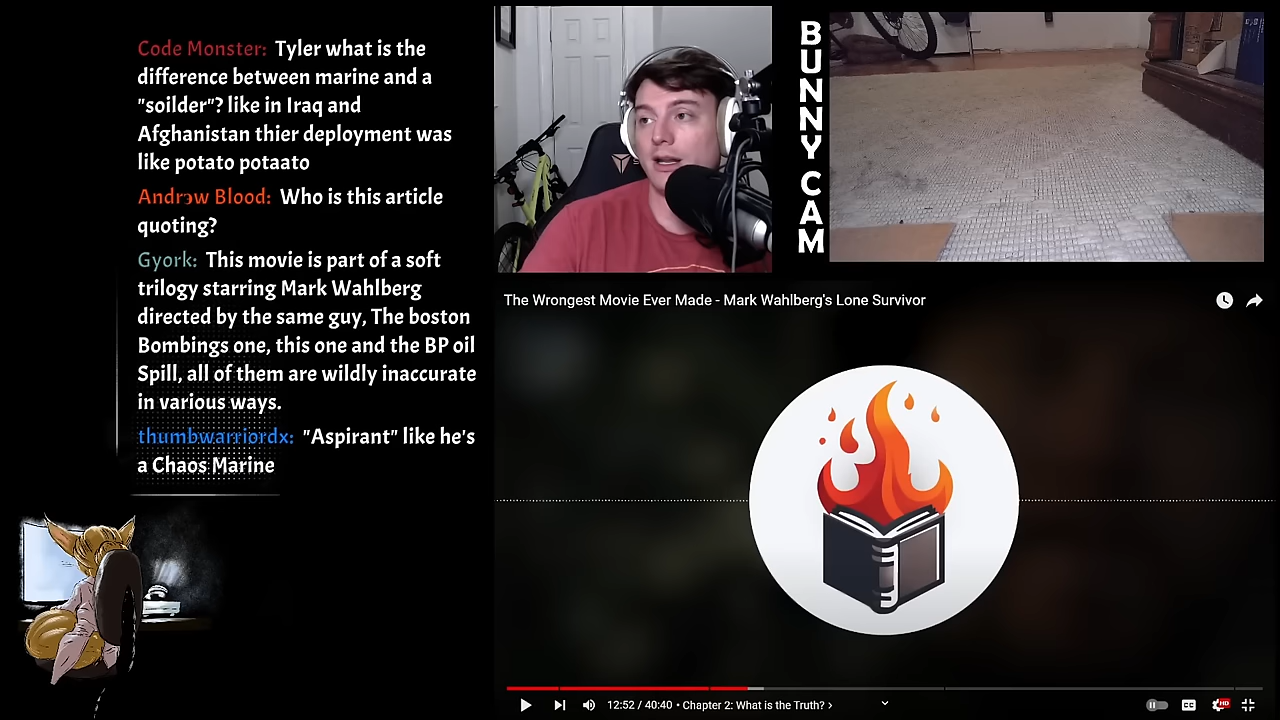 Code Monster: Tyler what is the
difference between marine and a
"soilder"? like in Iraq and
Afghanistan thier deployment was
like potato potaato
Andrew Blood: Who is this article
quoting?
Gyork: This movie is part of a soft
trilogy starring Mark Wahlberg
directed by the same guy, The boston
Bombings one, this one and the BP oil
Spill, all of them are wildly inaccurate
in various ways.
thumbwarriordx: "Aspirant" like he's
a Chaos Marine
BUNNY CAM
The Wrongest Movie Ever Made - Mark Wahlberg's Lone Survivor
12:52 / 40:40 • Chapter 2: What is the Truth? ›
CC
HD